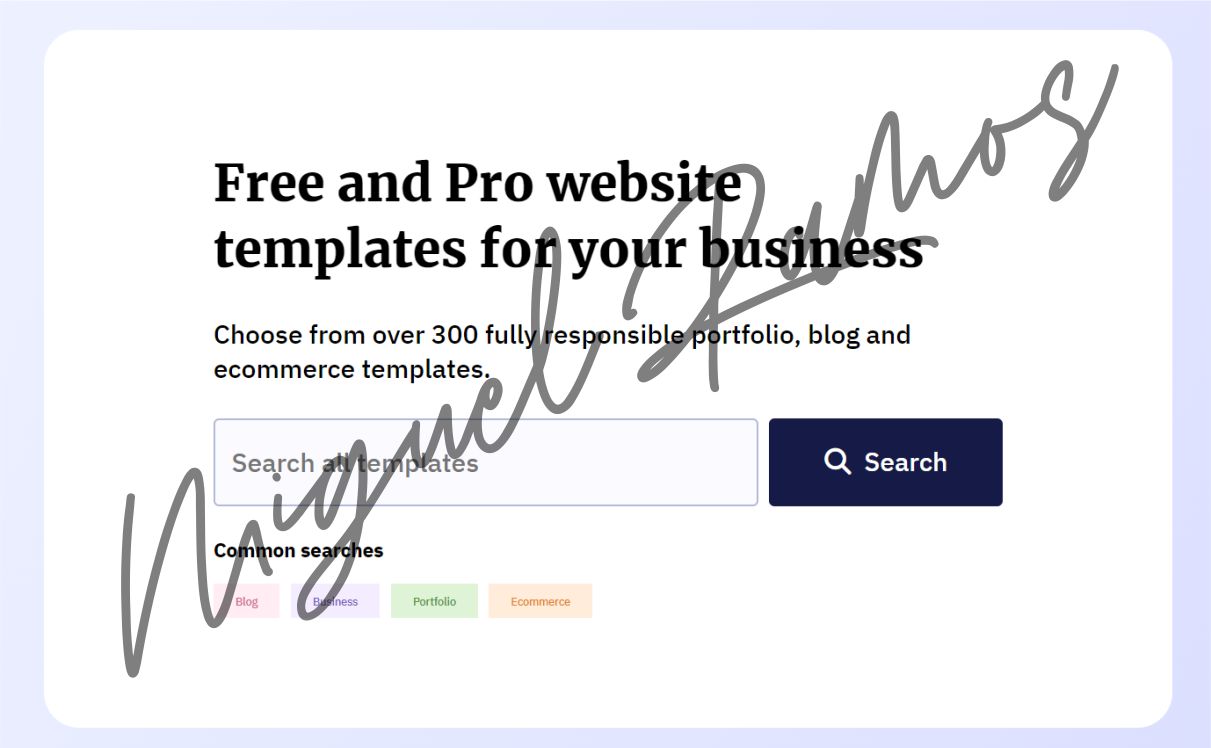 Free and Pro website
templates for your business
Choose from over 300 fully responsible portfolio, blog and
ecommerce templates.
Search all templates
Search
Common searches
Blog
Business
Portfolio
Ecommerce
Miguel Ramos